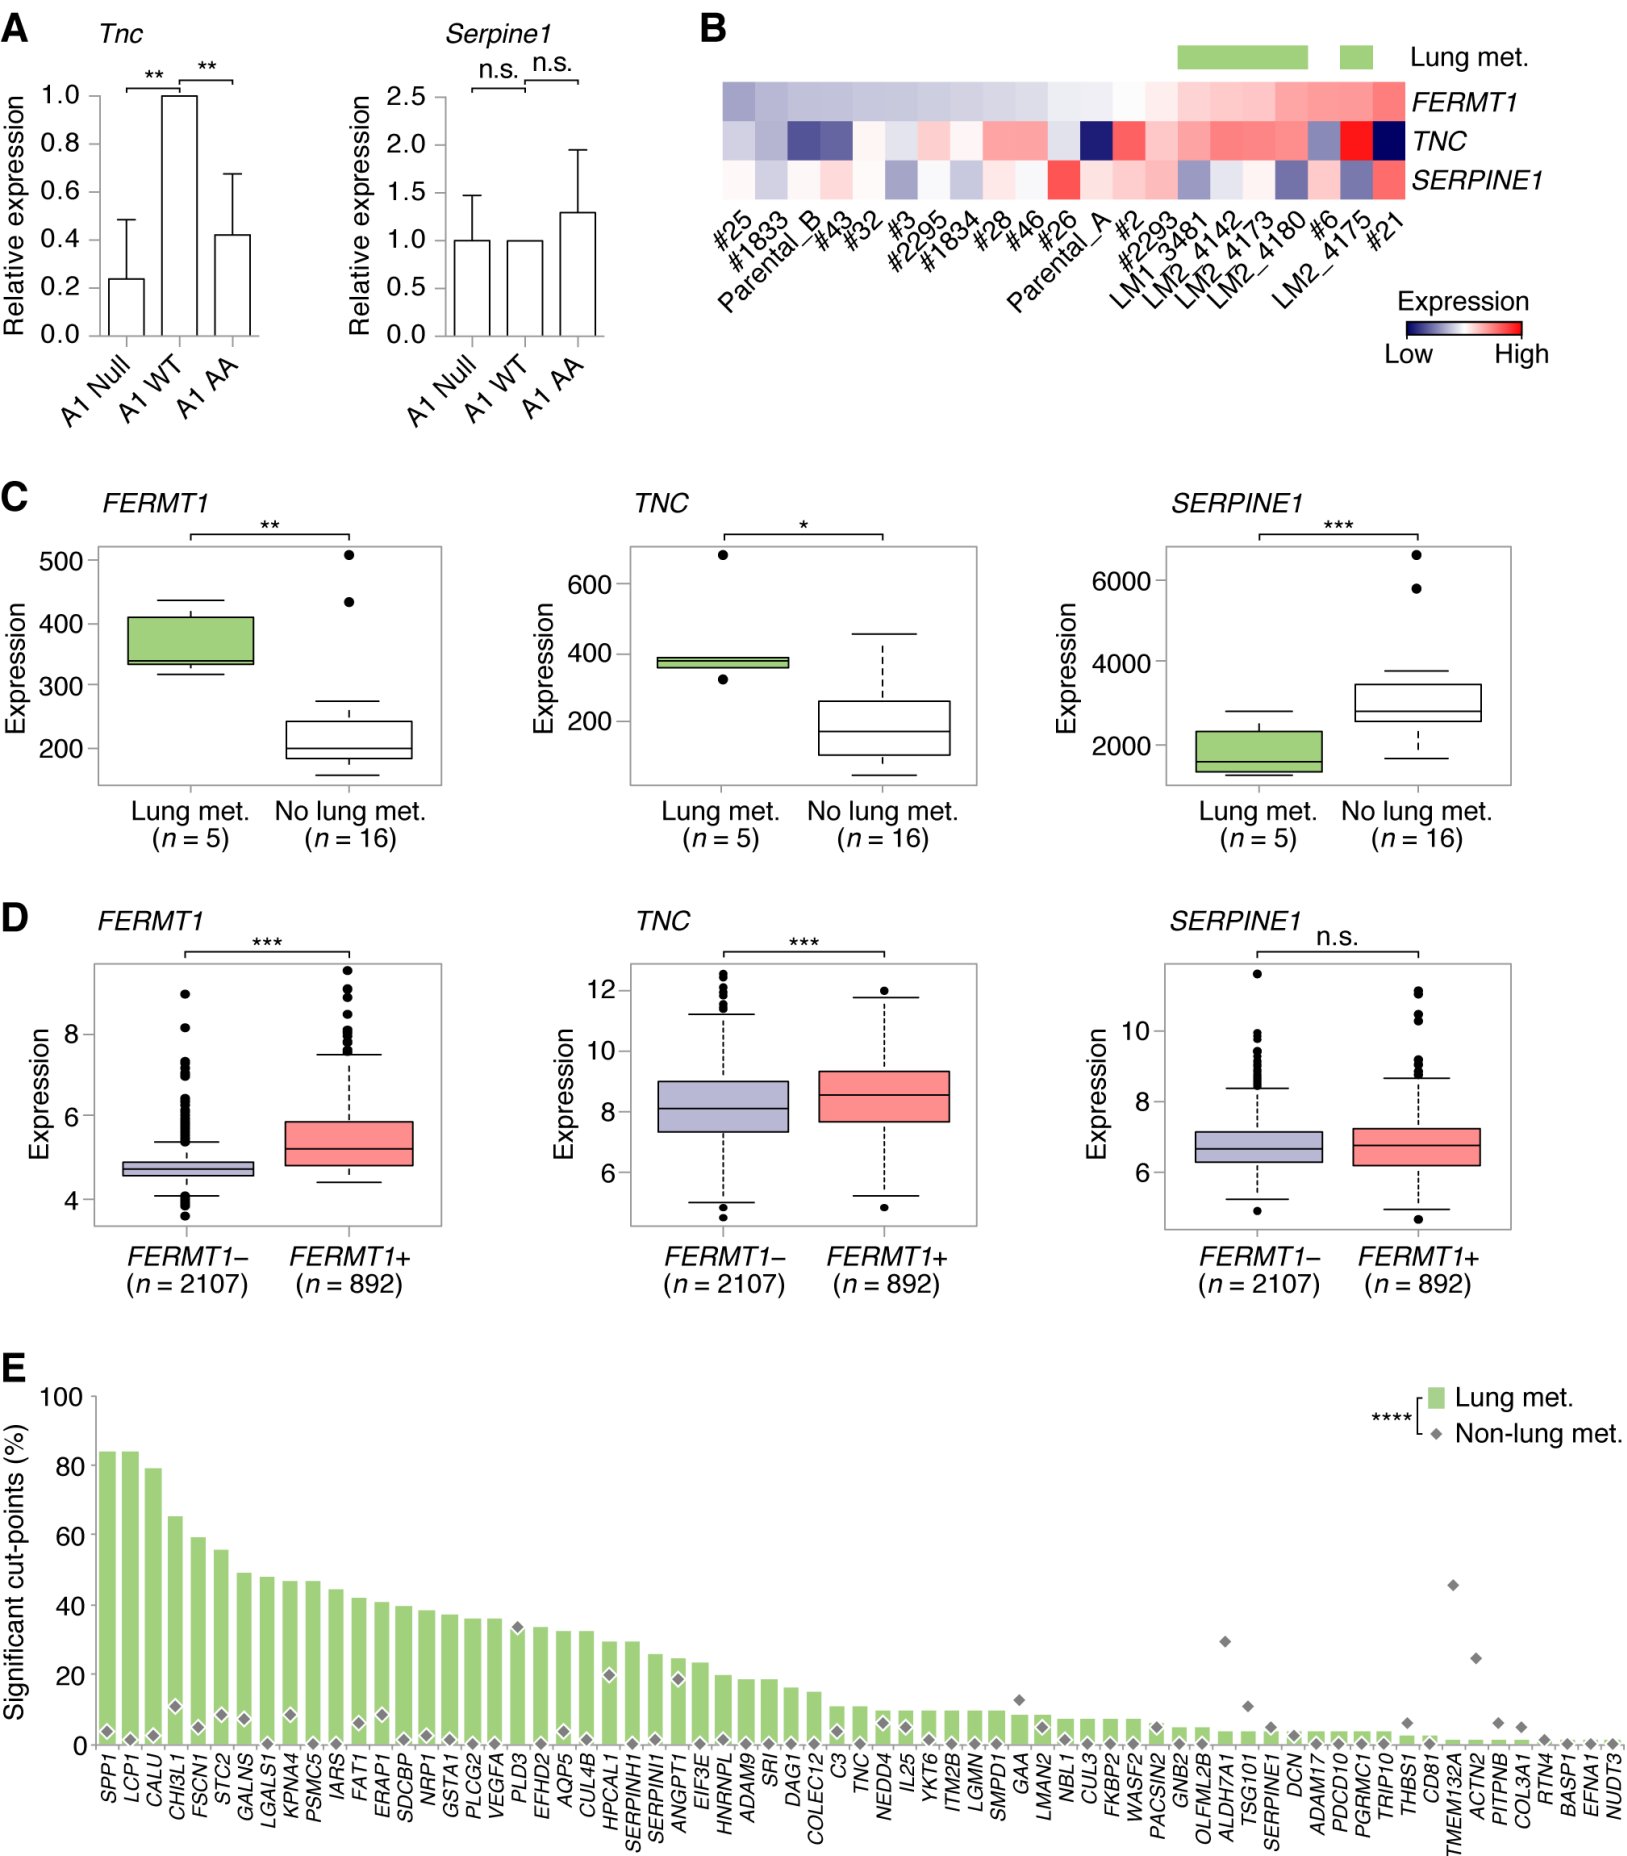 A
Tnc
**
**
Relative expression
1.0
0.8
0.6
0.4
0.2
0.0
A1 Null
A1 WT
A1 AA
Serpine1
n.s.
n.s.
Relative expression
2.5
2.0
1.5
1.0
0.5
0.0
A1 Null
A1 WT
A1 AA
B
Lung met.
FERMT1
TNC
SERPINE1
#25
#1833
Parental_B
#43
#32
#3
#2295
#1834
#28
#46
#26
Parental_A
#2
#2293
LM1_3481
LM2_4142
LM2_4173
LM2_4180
#6
LM2_4175
#21
Expression
Low High
C
FERMT1
**
Expression
500
400
300
200
Lung met. No lung met.
(n = 5) (n = 16)
TNC
*
Expression
600
400
200
Lung met. No lung met.
(n = 5) (n = 16)
SERPINE1
***
Expression
6000
4000
2000
Lung met. No lung met.
(n = 5) (n = 16)
D
FERMT1
***
Expression
8
6
4
FERMT1– FERMT1+
(n = 2107) (n = 892)
TNC
***
Expression
12
10
8
6
FERMT1– FERMT1+
(n = 2107) (n = 892)
SERPINE1
n.s.
Expression
10
8
6
FERMT1– FERMT1+
(n = 2107) (n = 892)
E
Significant cut-points (%)
100
80
60
40
20
0
****
Lung met.
Non-lung met.
SPP1
LCP1
CALU
CHI3L1
FSCN1
STC2
GALNS
LGALS1
KPNA4
PSMC5
IARS
FAT1
ERAP1
SDCBP
NRP1
GSTA1
PLCG2
VEGFA
PLD3
EFHD2
AQP5
CUL4B
HPCAL1
SERPINH1
SERPINI1
ANGPT1
EIF3E
HNRNPL
ADAM9
SRI
DAG1
COLEC12
C3
TNC
NEDD4
IL25
YKT6
ITM2B
LGMN
SMPD1
GAA
LMAN2
NBL1
CUL3
FKBP2
WASF2
PACSIN2
GNB2
OLFML2B
ALDH7A1
TSG101
SERPINE1
DCN
ADAM17
PDCD10
PGRMC1
TRIP10
THBS1
CD81
TMEM132A
ACTN2
PITPNB
COL3A1
RTN4
BASP1
EFNA1
NUDT3